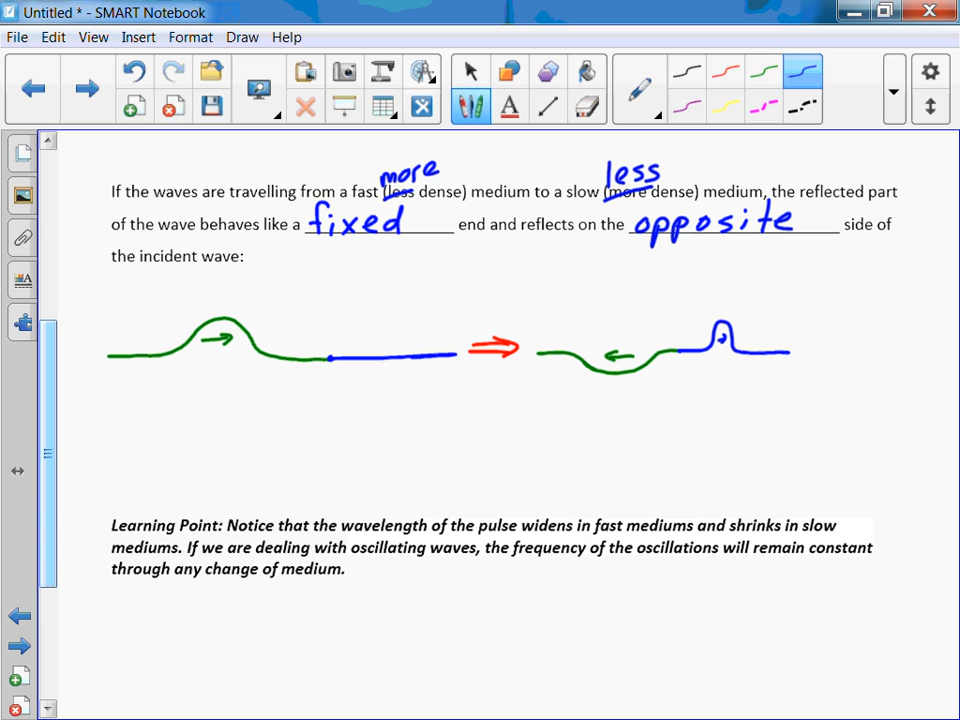 Untitled * - SMART Notebook
File Edit View Insert Format Draw Help
more less
If the waves are travelling from a fast (less dense) medium to a slow (more dense) medium, the reflected part
of the wave behaves like a fixed end and reflects on the opposite side of
the incident wave:
Learning Point: Notice that the wavelength of the pulse widens in fast mediums and shrinks in slow
mediums. If we are dealing with oscillating waves, the frequency of the oscillations will remain constant
through any change of medium.